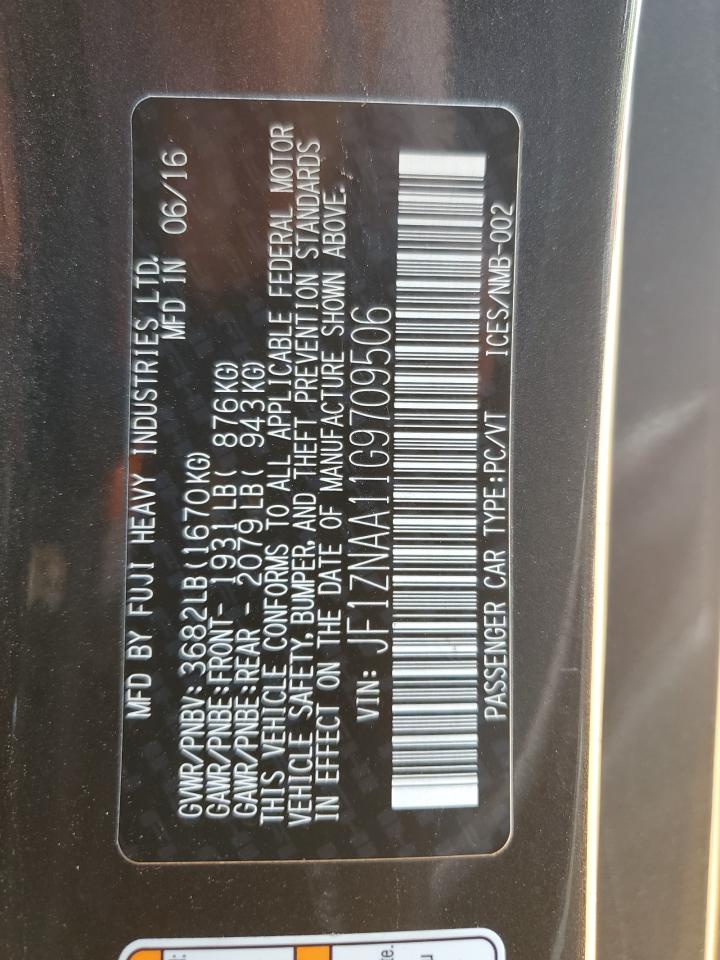 MFD BY FUJI HEAVY INDUSTRIES LTD.
MFD IN 06/16
GVWR/PNBV: 3682LB(1670KG)
GAWR/PNBE:FRONT- 1931LB( 876KG)
GAWR/PNBE:REAR - 2079LB( 943KG)
THIS VEHICLE CONFORMS TO ALL APPLICABLE FEDERAL MOTOR
VEHICLE SAFETY, BUMPER, AND THEFT PREVENTION STANDARDS
IN EFFECT ON THE DATE OF MANUFACTURE SHOWN ABOVE.
VIN: JF1ZNAA11G9709506
PASSENGER CAR TYPE:PC/VT ICES/NMB-002